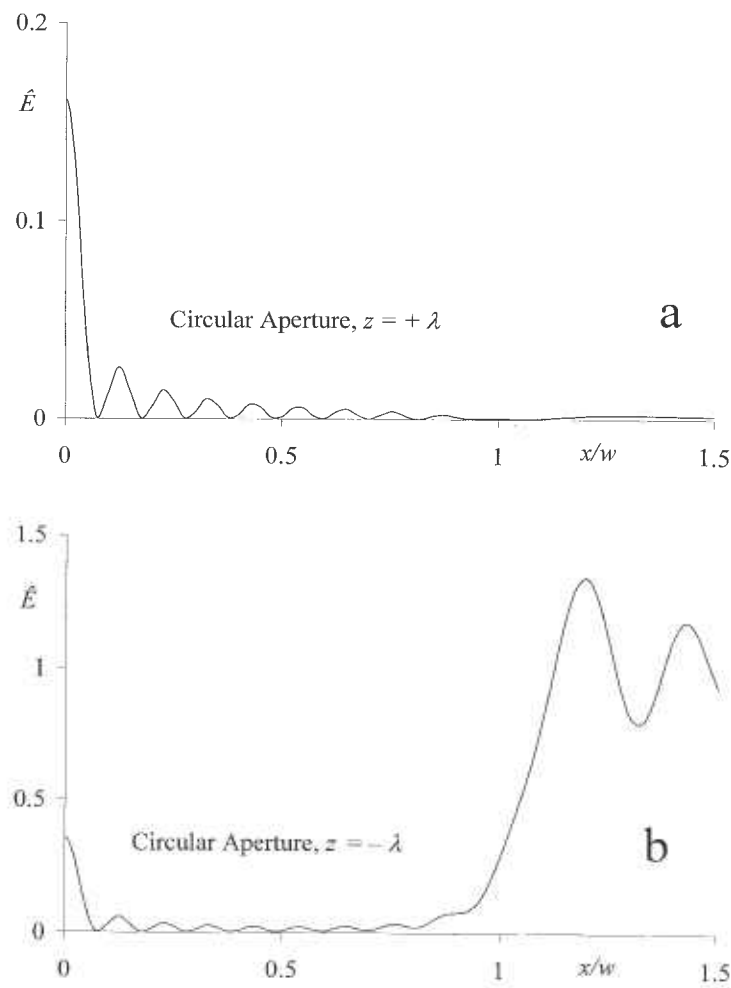 0.2
Ê
0.1
Circular Aperture, z = + λ
a
0
0
0.5
1
x/w
1.5
1.5
Ê
1
0.5
Circular Aperture, z = – λ
b
0
0
0.5
1
x/w
1.5